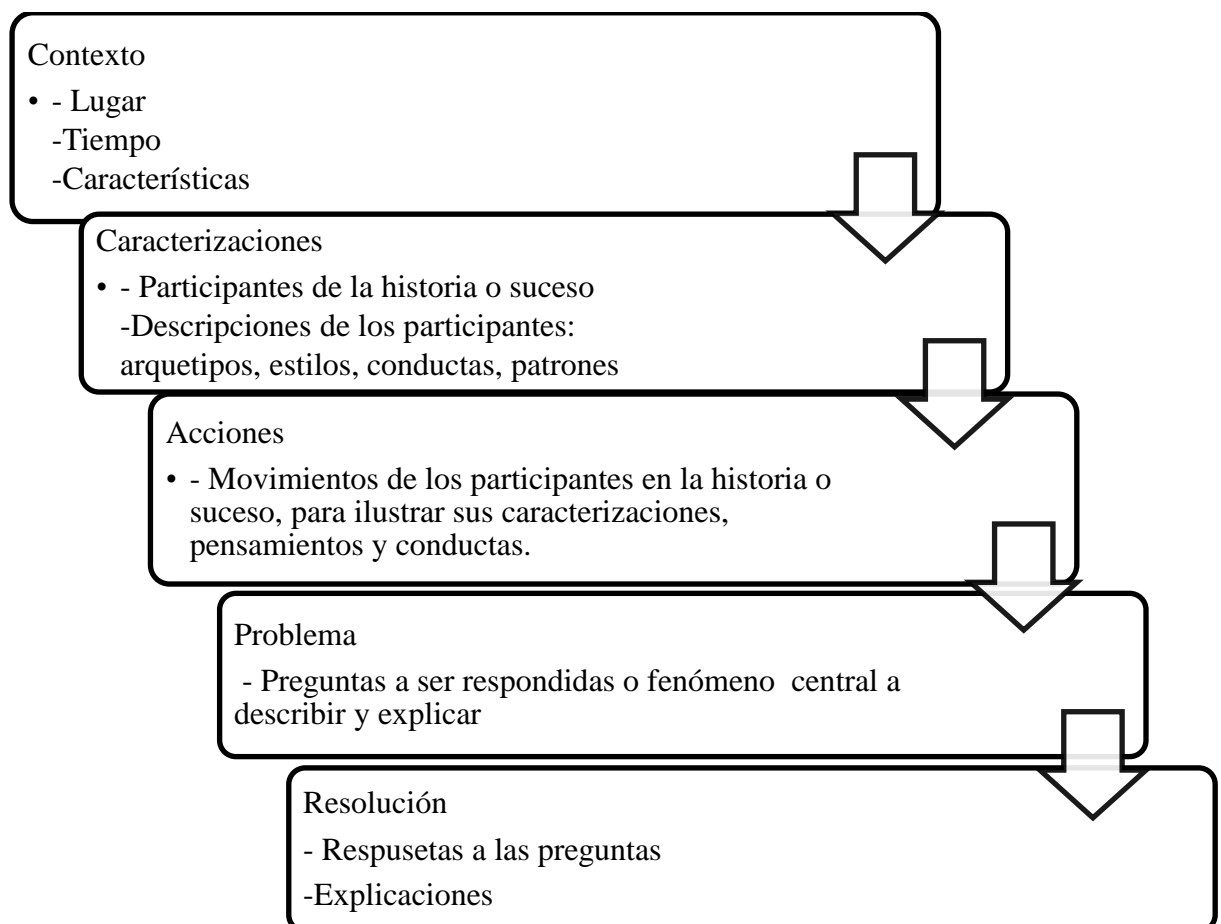 Contexto
• - Lugar
-Tiempo
-Características
Caracterizaciones
• - Participantes de la historia o suceso
-Descripciones de los participantes:
arquetipos, estilos, conductas, patrones
Acciones
• - Movimientos de los participantes en la historia o
suceso, para ilustrar sus caracterizaciones,
pensamientos y conductas.
Problema
- Preguntas a ser respondidas o fenómeno central a
describir y explicar
Resolución
- Respusetas a las preguntas
-Explicaciones